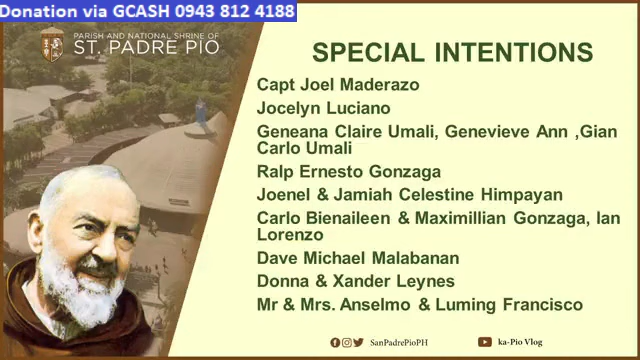 Donation via GCASH 0943 812 4188
PARISH AND NATIONAL SHRINE OF
ST. PADRE PIO
SPECIAL INTENTIONS
Capt Joel Maderazo
Jocelyn Luciano
Geneana Claire Umali, Genevieve Ann ,Gian
Carlo Umali
Ralp Ernesto Gonzaga
Joenel & Jamiah Celestine Himpayan
Carlo Bienaileen & Maximillian Gonzaga, Ian
Lorenzo
Dave Michael Malabanan
Donna & Xander Leynes
Mr & Mrs. Anselmo & Luming Francisco
SanPadrePioPH
ka-Pio Vlog